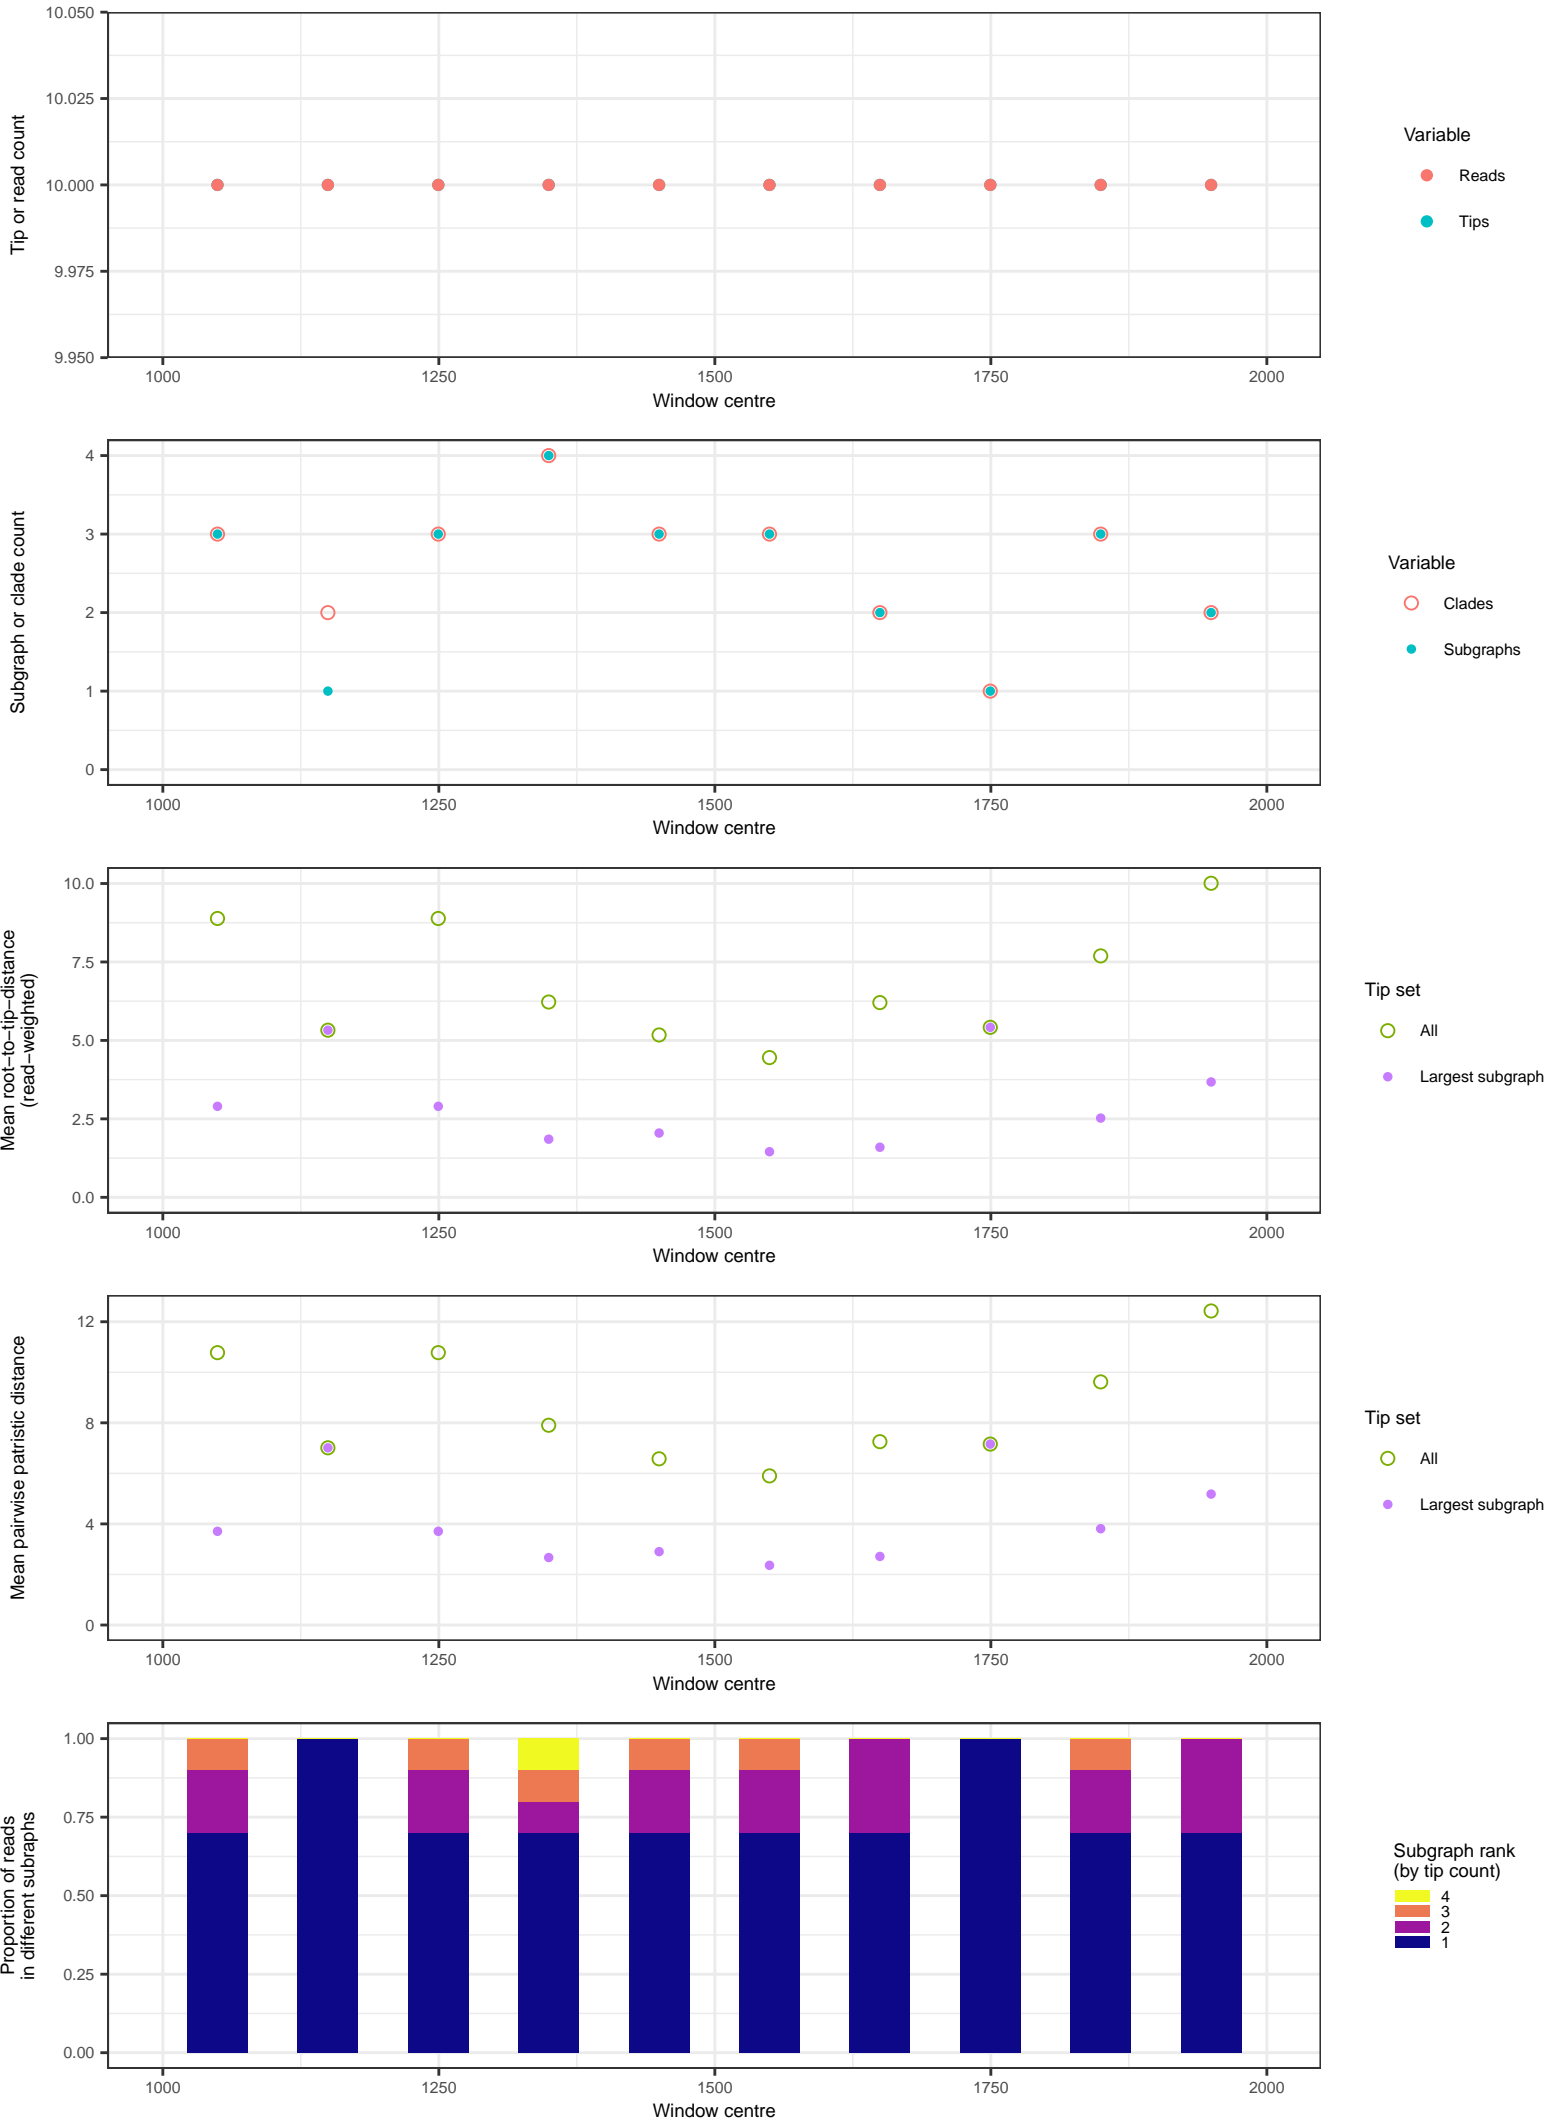 10.050
10.025
10.000
9.975
9.950
Tip or read count
1000 1250 1500 1750 2000
Window centre
Variable
Reads
Tips
4
3
2
1
0
Subgraph or clade count
1000 1250 1500 1750 2000
Window centre
Variable
Clades
Subgraphs
10.0
7.5
5.0
2.5
0.0
Mean root−to−tip−distance
(read−weighted)
1000 1250 1500 1750 2000
Window centre
Tip set
All
Largest subgraph
12
8
4
0
Mean pairwise patristic distance
1000 1250 1500 1750 2000
Window centre
Tip set
All
Largest subgraph
1.00
0.75
0.50
0.25
0.00
Proportion of reads
in different subraphs
1000 1250 1500 1750 2000
Window centre
Subgraph rank
(by tip count)
4
3
2
1